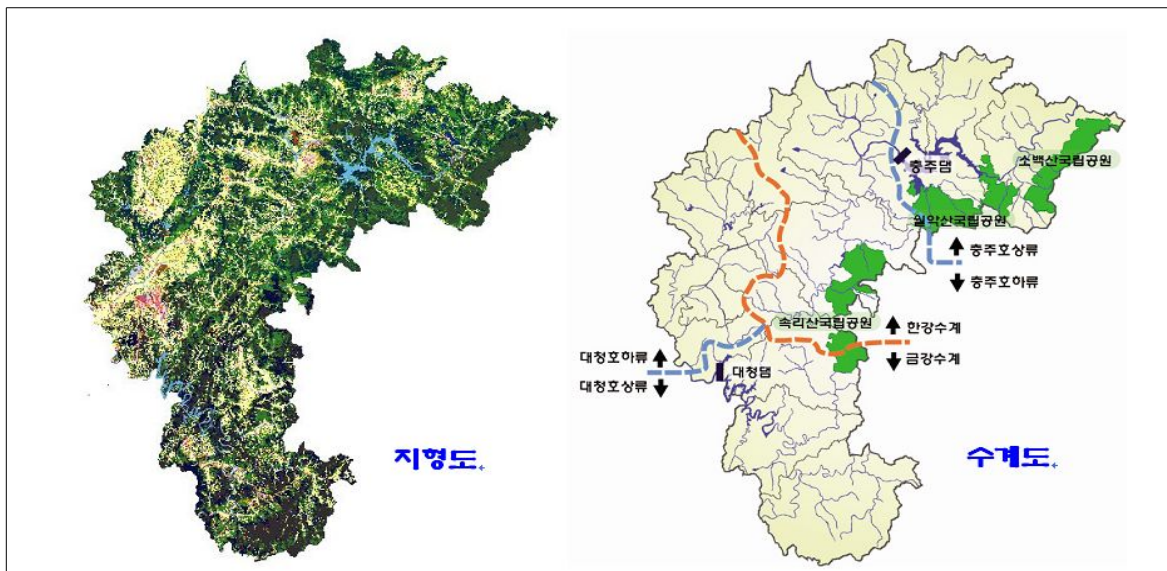 지형도
충주댐
소백산국립공원
월악산국립공원
충주호상류
충주호하류
속리산국립공원
한강수계
금강수계
대청호하류
대청호상류
대청댐
수계도